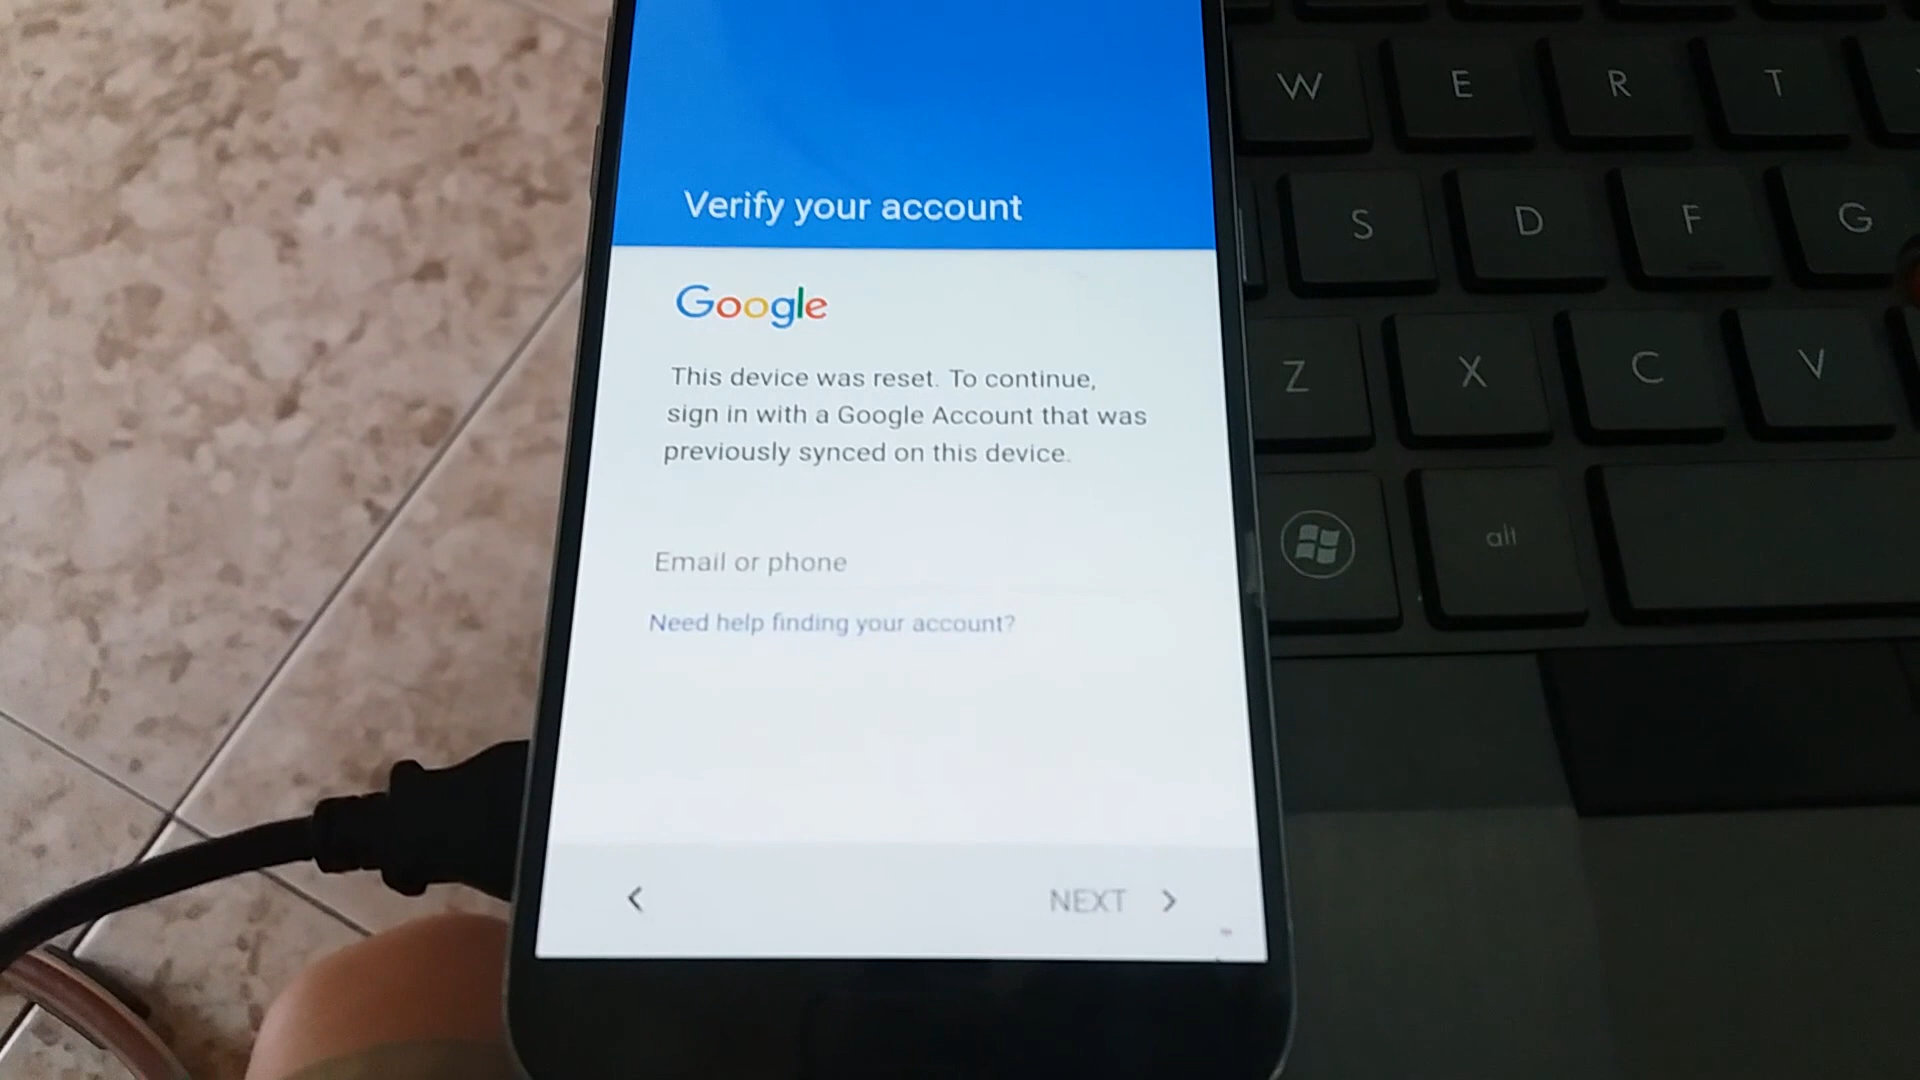 Verify your account
Google
This device was reset. To continue,
sign in with a Google Account that was
previously synced on this device.
Email or phone
Need help finding your account?
< NEXT >
W E R T
S D F G
Z X C V
alt